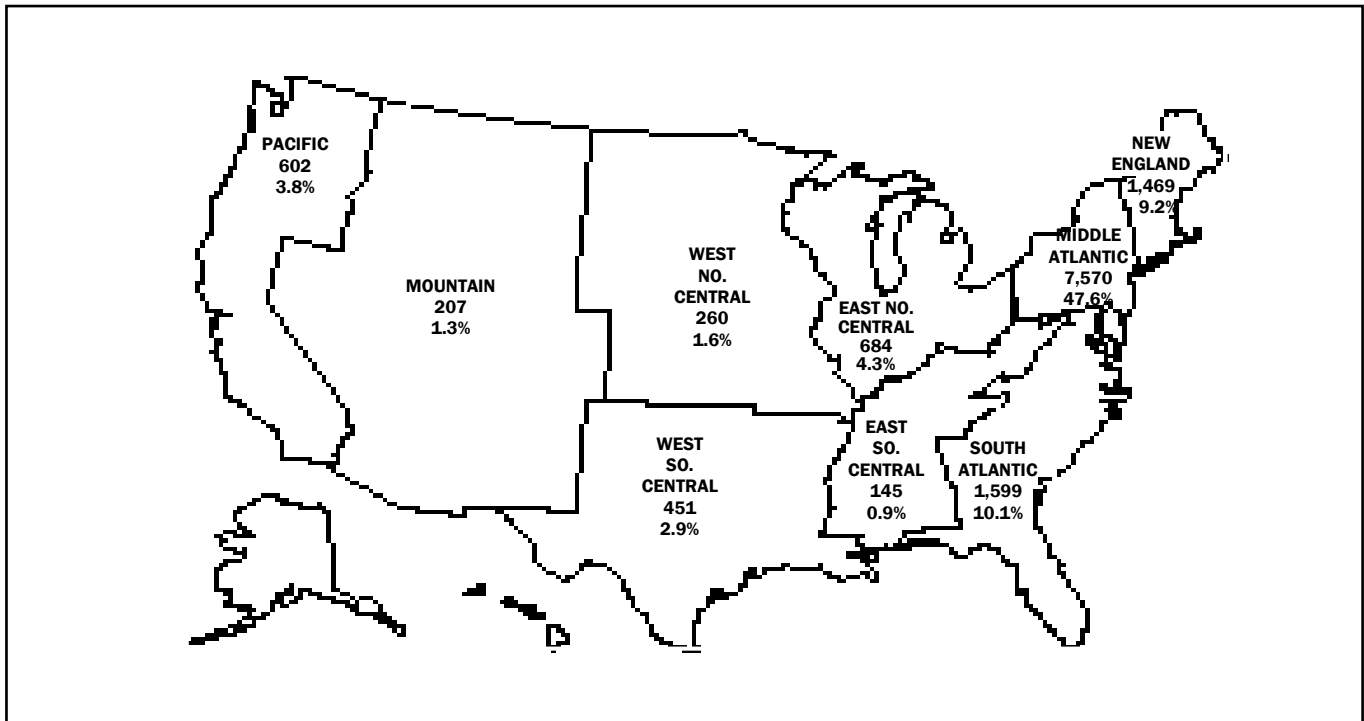 PACIFIC
602
3.8%
MOUNTAIN
207
1.3%
WEST
NO.
CENTRAL
260
1.6%
WEST
SO.
CENTRAL
451
2.9%
EAST NO.
CENTRAL
684
4.3%
EAST
SO.
CENTRAL
145
0.9%
SOUTH
ATLANTIC
1,599
10.1%
MIDDLE
ATLANTIC
7,570
47.6%
NEW
ENGLAND
1,469
9.2%